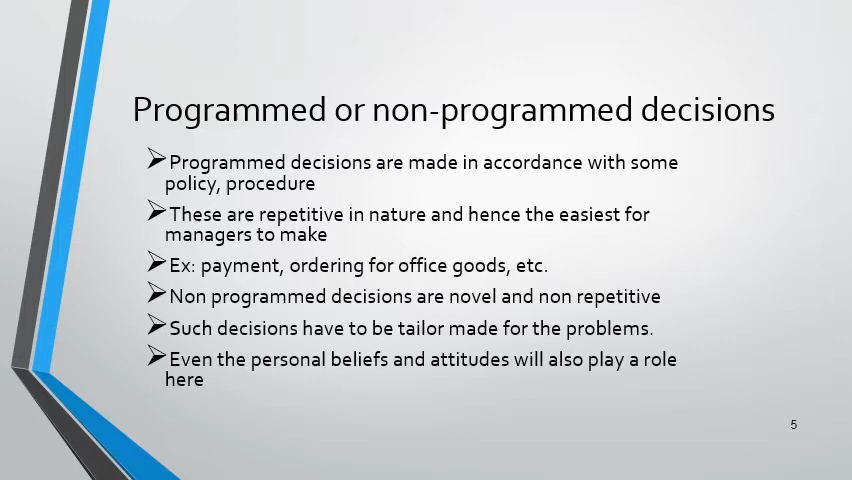 Programmed or non-programmed decisions
Programmed decisions are made in accordance with some
policy, procedure
These are repetitive in nature and hence the easiest for
managers to make
Ex: payment, ordering for office goods, etc.
Non programmed decisions are novel and non repetitive
Such decisions have to be tailor made for the problems.
Even the personal beliefs and attitudes will also play a role
here
5